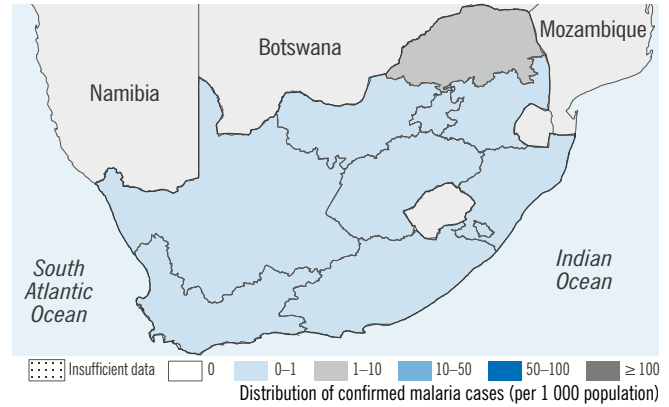 Mozambique
Botswana
Namibia
South
Atlantic
Ocean
Indian
Ocean
Insufficient data 0 0–1 1–10 10–50 50–100 ≥ 100
Distribution of confirmed malaria cases (per 1 000 population)